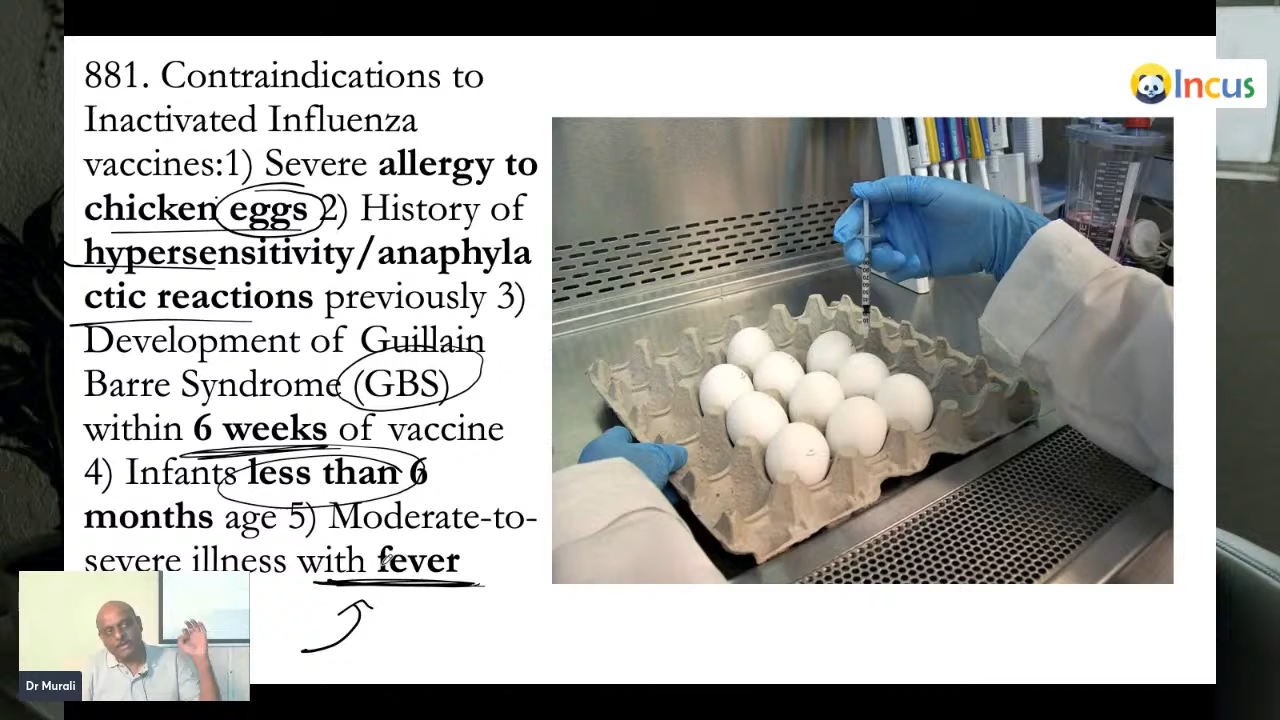 881. Contraindications to
Inactivated Influenza
vaccines:1) Severe allergy to
chicken eggs 2) History of
hypersensitivity/anaphyla
ctic reactions previously 3)
Development of Guillain
Barre Syndrome (GBS)
within 6 weeks of vaccine
4) Infants less than 6
months age 5) Moderate-to-
severe illness with fever
Incus
Dr Murali